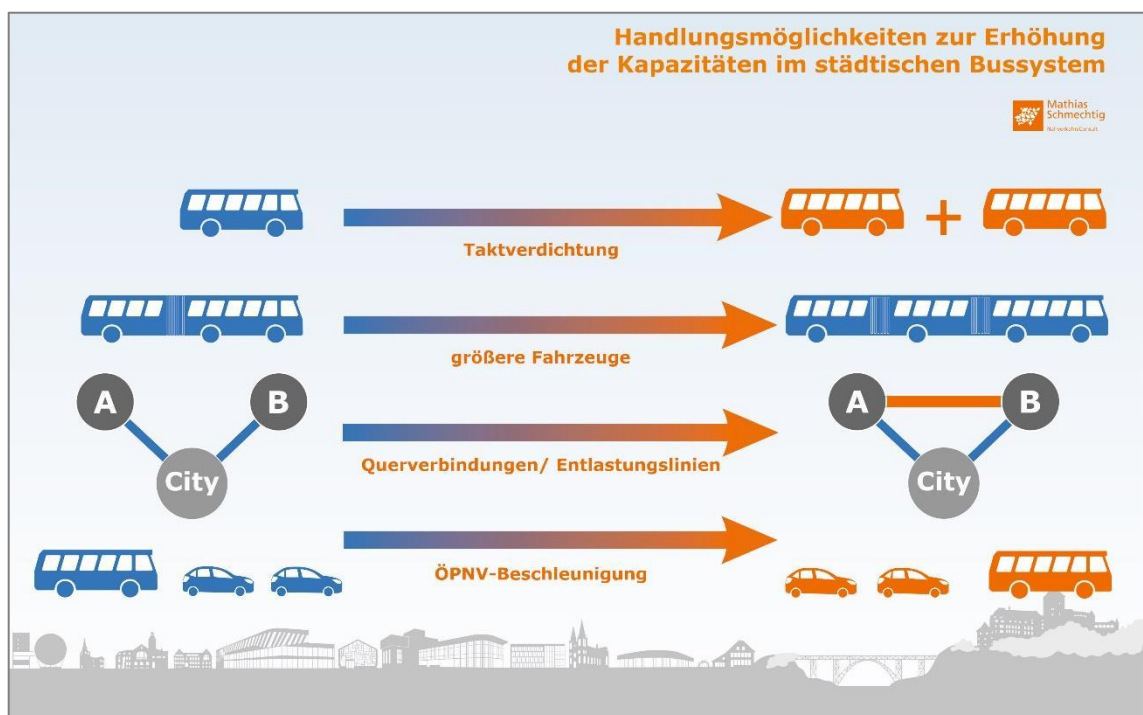 Handlungsmöglichkeiten zur Erhöhung
der Kapazitäten im städtischen Bussystem
Mathias
Schmechtig
NahverkehrsConsult
+
Taktverdichtung
größere Fahrzeuge
A
B
City
Querverbindungen/ Entlastungslinien
A
B
City
ÖPNV-Beschleunigung